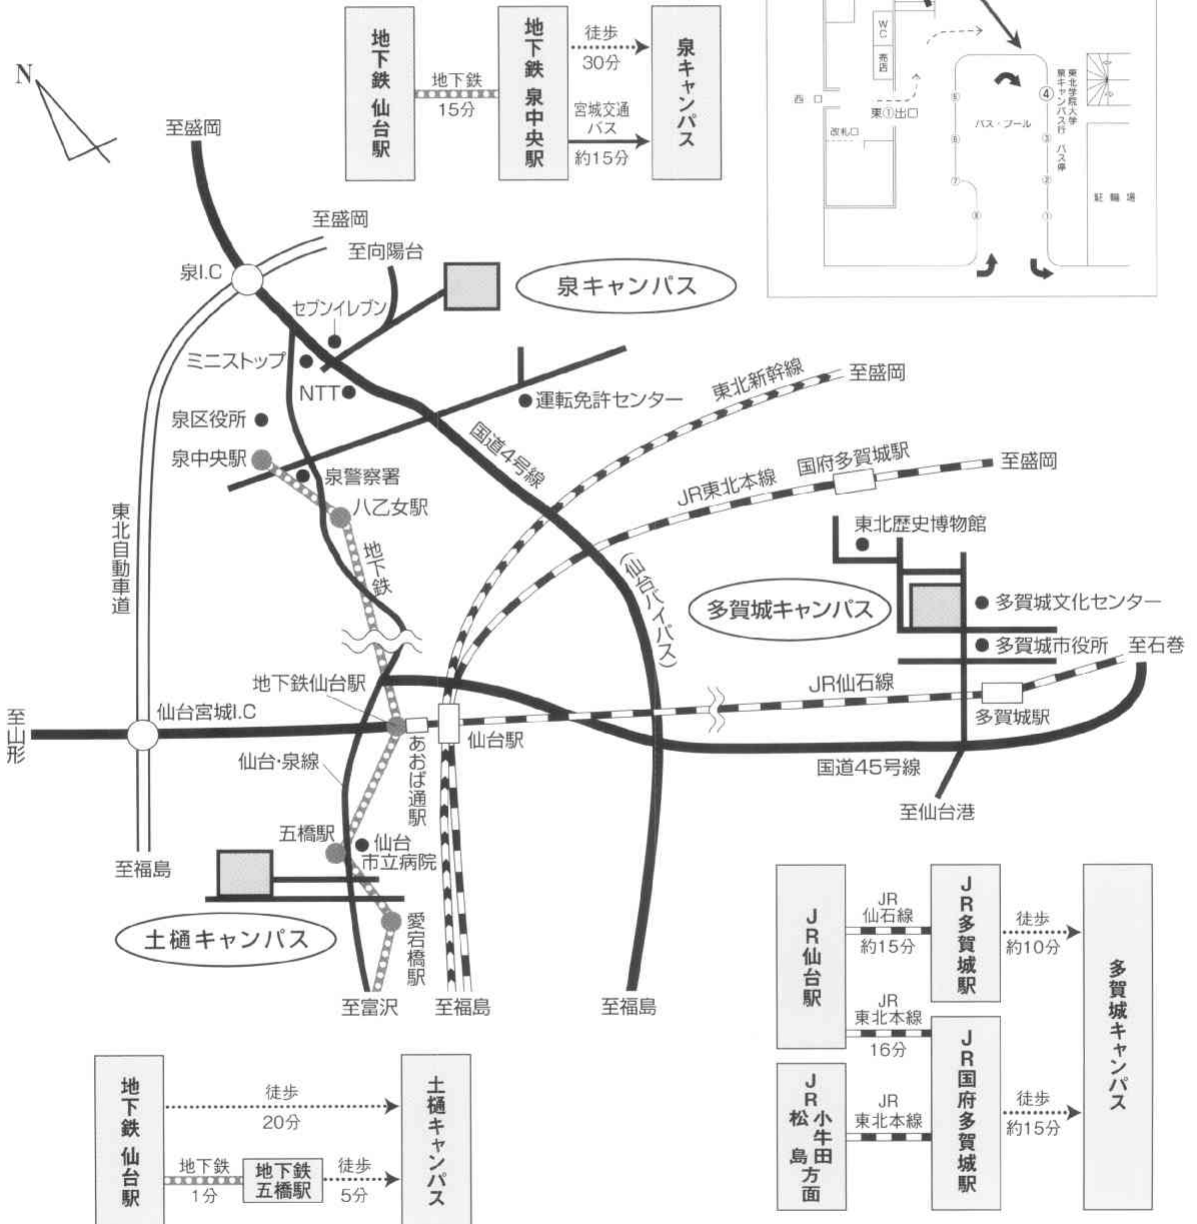 地下鉄 仙台駅
地下鉄
15分
地下鉄 泉中央駅
徒歩
30分
宮城交通
バス
約15分
泉キャンパス
WC
売店
西口
東①出口
改札口
バス・プール
⑤
⑥
⑦
⑧
④
③
②
①
東北学院大学
泉キャンパス行 バス停
駐輪場
N
至盛岡
至盛岡
至向陽台
泉I.C
泉キャンパス
セブンイレブン
ミニストップ
NTT
運転免許センター
泉区役所
泉中央駅
泉警察署
八乙女駅
地下鉄
東北自動車道
国道4号線
(仙台バイパス)
東北新幹線
至盛岡
JR東北本線
国府多賀城駅
至盛岡
東北歴史博物館
多賀城キャンパス
多賀城文化センター
多賀城市役所
至石巻
JR仙石線
多賀城駅
国道45号線
至仙台港
地下鉄仙台駅
仙台宮城I.C
至山形
仙台駅
あおば通駅
仙台・泉線
五橋駅
仙台
市立病院
至福島
土樋キャンパス
愛宕橋駅
至富沢
至福島
至福島
地下鉄 仙台駅
徒歩
20分
地下鉄
1分
地下鉄
五橋駅
徒歩
5分
土樋キャンパス
JR仙台駅
JR
仙石線
約15分
JR多賀城駅
徒歩
約10分
JR
東北本線
16分
JR小牛田
松島方面
JR
東北本線
JR国府多賀城駅
徒歩
約15分
多賀城キャンパス